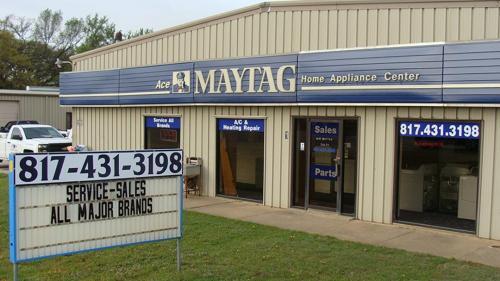 Ace MAYTAG Home Appliance Center
Service All
Brands
A/C &
Heating Repair
Sales
Parts
817.431.3198
817-431-3198
SERVICE-SALES
ALL MAJOR BRANDS